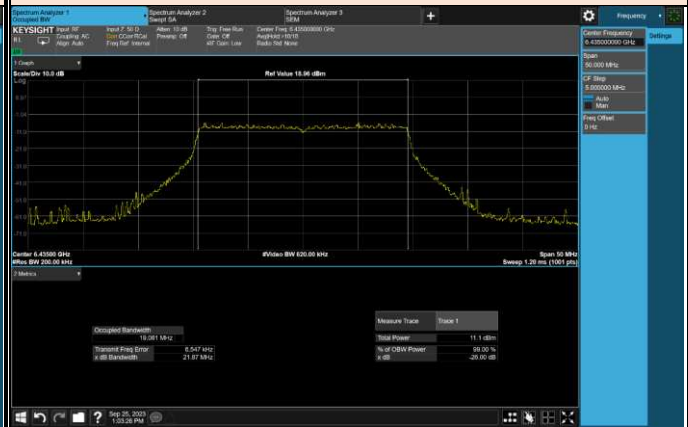 Spectrum Analyzer 1
Occupied BW
Spectrum Analyzer 2
Swept SA
Spectrum Analyzer 3
SEM
+
Frequency
KEYSIGHT
Input: RF
Coupling: AC
Align: Auto
Input Z: 50 Ω
Corr CCorr RCal
Freq Ref: Internal
Atten: 10 dB
Preamp: Off
Trig: Free Run
Gate: Off
#IF Gain: Low
Center Freq: 6.435000000 GHz
Avg|Hold: >10/10
Radio Std: None
Center Frequency
6.435000000 GHz
Settings
Span
50.000 MHz
CF Step
5.000000 MHz
Auto
Man
Freq Offset
0 Hz
1 Graph
Scale/Div 10.0 dB
Ref Value 18.96 dBm
Log
Center 6.43500 GHz
#Video BW 620.00 kHz
Span 50 MHz
#Res BW 200.00 kHz
Sweep 1.20 ms (1001 pts)
2 Metrics
Measure Trace
Trace 1
Occupied Bandwidth
19.081 MHz
Total Power
11.1 dBm
Transmit Freq Error
6.547 kHz
% of OBW Power
99.00 %
x dB Bandwidth
21.87 MHz
x dB
-26.00 dB
?
Sep 25, 2023
1:03:26 PM